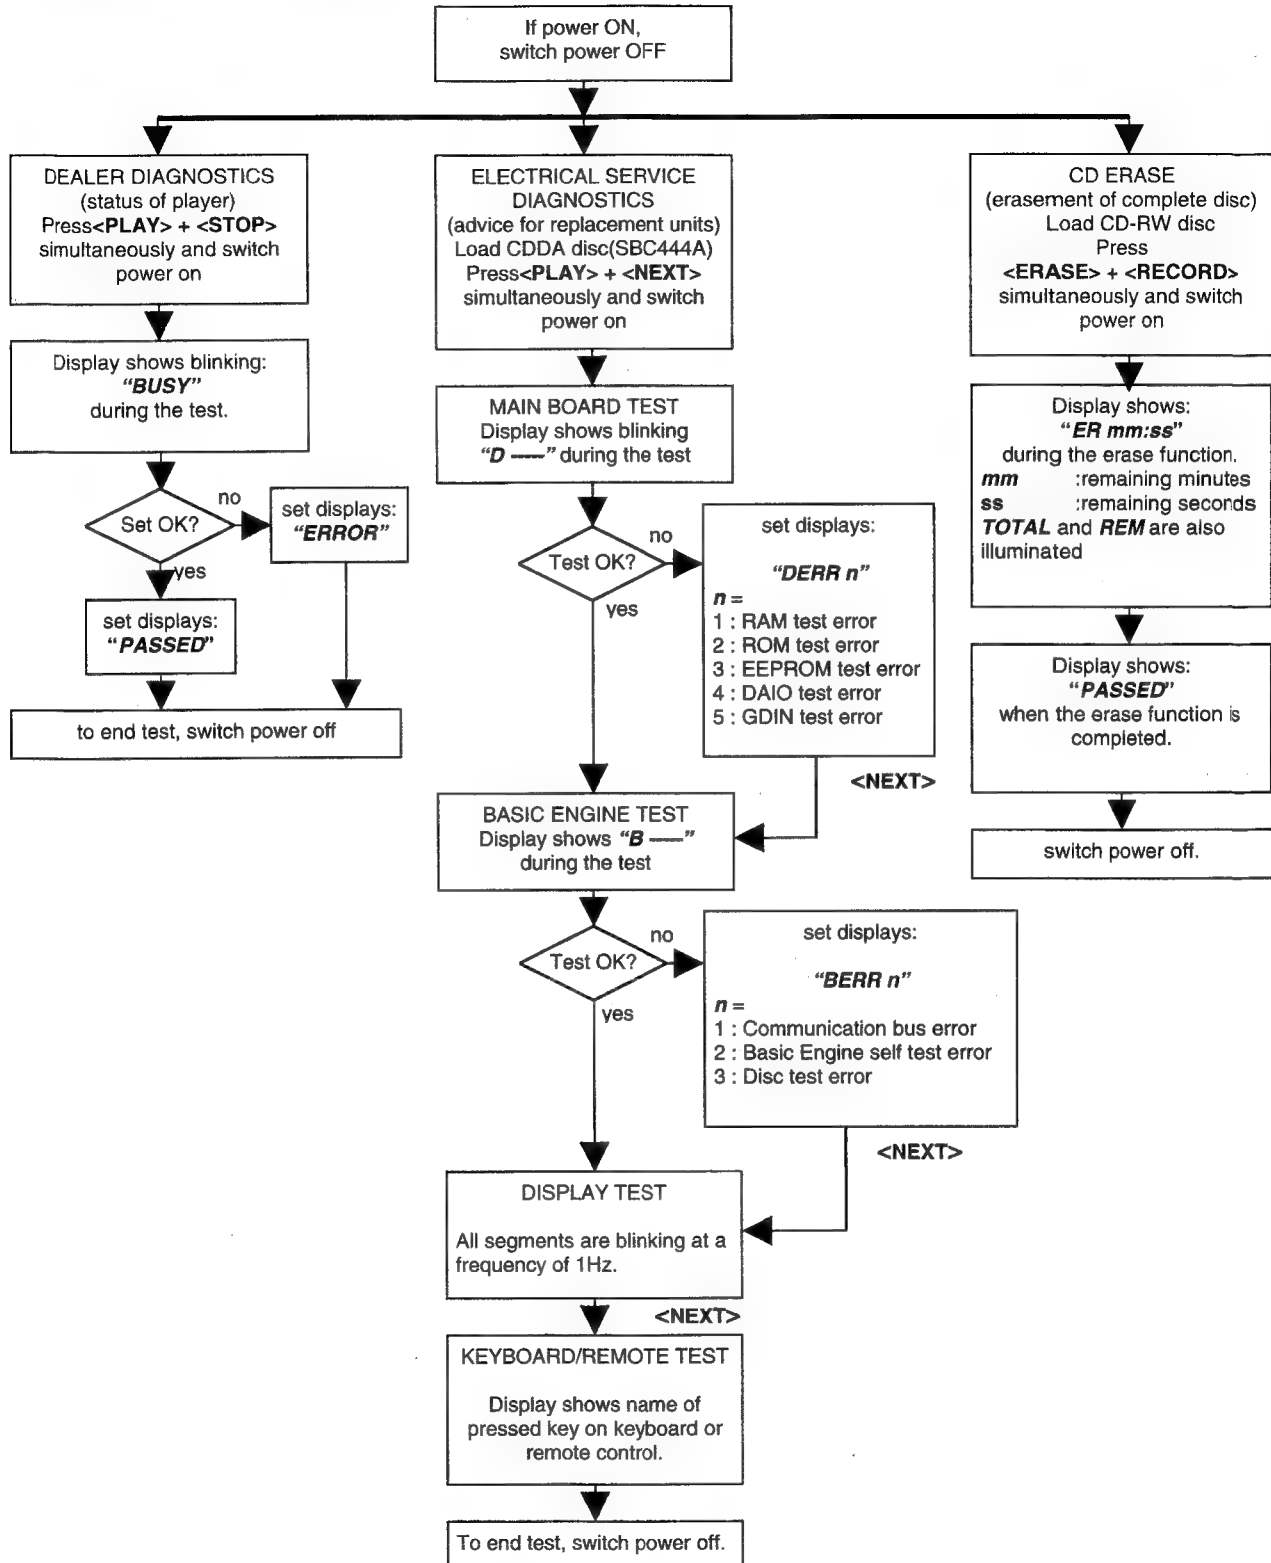 If power ON,
switch power OFF
DEALER DIAGNOSTICS
(status of player)
Press<PLAY> + <STOP>
simultaneously and switch
power on
Display shows blinking:
“BUSY”
during the test.
Set OK?
no
set displays:
“ERROR”
yes
set displays:
“PASSED”
to end test, switch power off
ELECTRICAL SERVICE
DIAGNOSTICS
(advice for replacement units)
Load CDDA disc(SBC444A)
Press<PLAY> + <NEXT>
simultaneously and switch
power on
MAIN BOARD TEST
Display shows blinking
“D ----” during the test
Test OK?
no
yes
set displays:
“DERR n”
n =
1 : RAM test error
2 : ROM test error
3 : EEPROM test error
4 : DAIO test error
5 : GDIN test error
<NEXT>
BASIC ENGINE TEST
Display shows “B ----”
during the test
Test OK?
no
yes
set displays:
“BERR n”
n =
1 : Communication bus error
2 : Basic Engine self test error
3 : Disc test error
<NEXT>
DISPLAY TEST
All segments are blinking at a
frequency of 1Hz.
<NEXT>
KEYBOARD/REMOTE TEST
Display shows name of
pressed key on keyboard or
remote control.
To end test, switch power off.
CD ERASE
(erasement of complete disc)
Load CD-RW disc
Press
<ERASE> + <RECORD>
simultaneously and switch
power on
Display shows:
“ER mm:ss”
during the erase function.
mm :remaining minutes
ss :remaining seconds
TOTAL and REM are also
illuminated
Display shows:
“PASSED”
when the erase function is
completed.
switch power off.